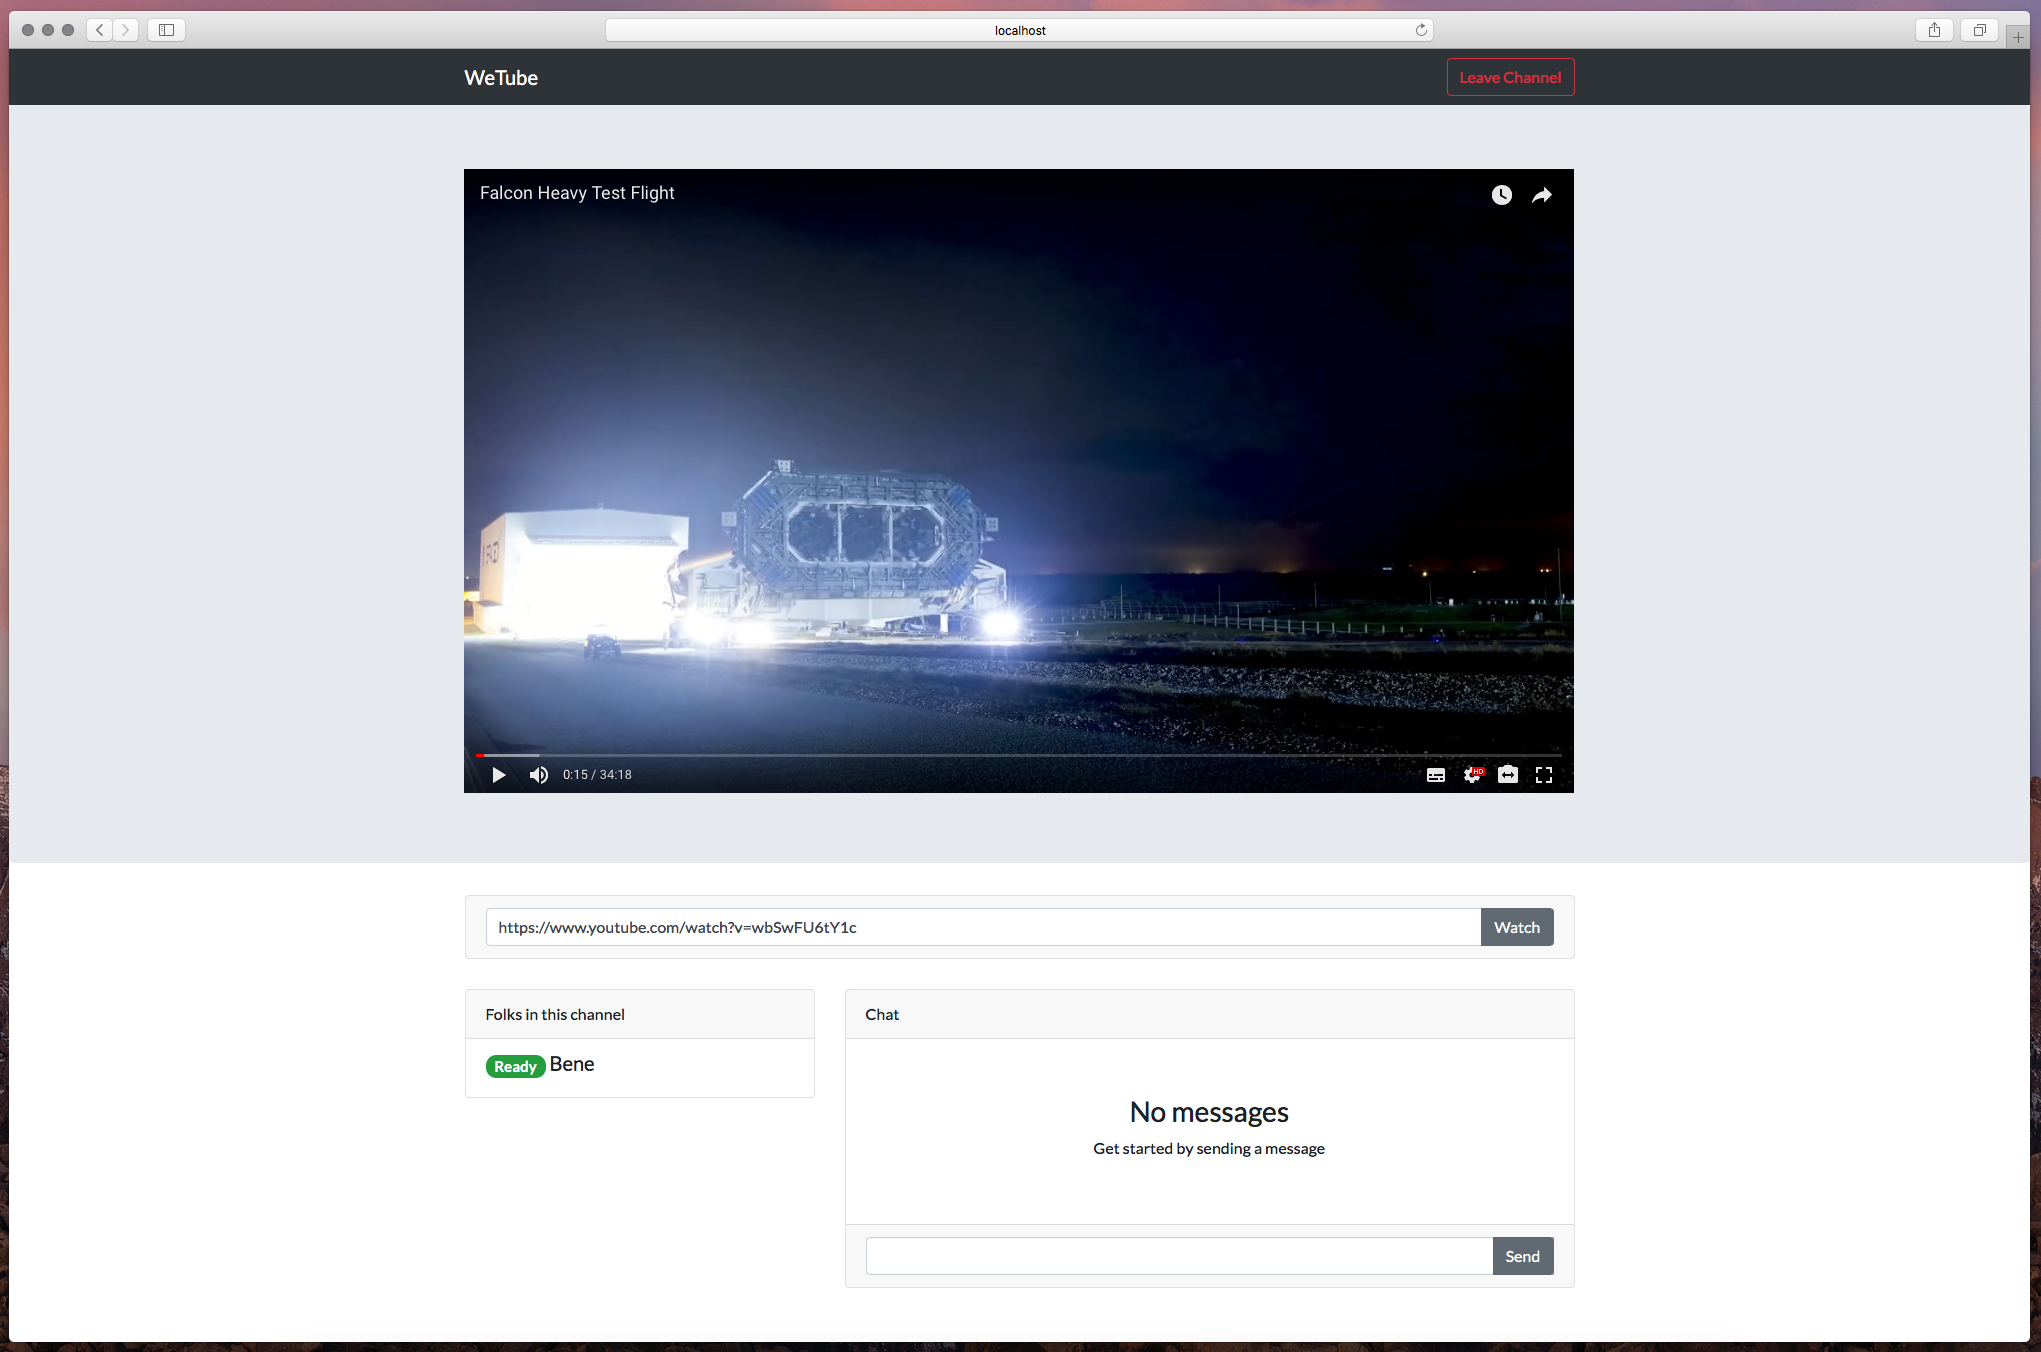 localhost
WeTube
Leave Channel
Falcon Heavy Test Flight
0:15 / 34:18
HD
https://www.youtube.com/watch?v=wbSwFU6tY1c
Watch
Folks in this channel
Chat
Ready Bene
No messages
Get started by sending a message
Send